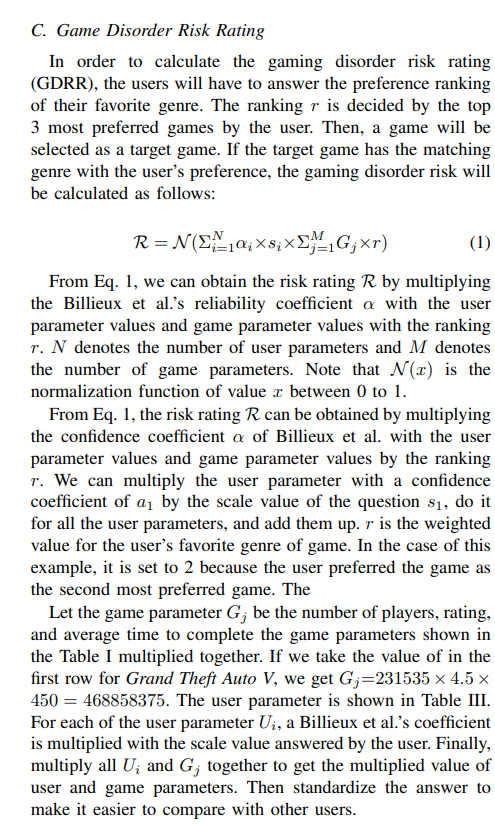 C. Game Disorder Risk Rating
In order to calculate the gaming disorder risk rating
(GDRR), the users will have to answer the preference ranking
of their favorite genre. The ranking r is decided by the top
3 most preferred games by the user. Then, a game will be
selected as a target game. If the target game has the matching
genre with the user's preference, the gaming disorder risk will
be calculated as follows:
R = N(Σ_{i=1}^{N} α_i × s_i × Σ_{j=1}^{M} G_j × r) (1)
From Eq. 1, we can obtain the risk rating R by multiplying
the Billieux et al.'s reliability coefficient α with the user
parameter values and game parameter values with the ranking
r. N denotes the number of user parameters and M denotes
the number of game parameters. Note that N(x) is the
normalization function of value x between 0 to 1.
From Eq. 1, the risk rating R can be obtained by multiplying
the confidence coefficient α of Billieux et al. with the user
parameter values and game parameter values by the ranking
r. We can multiply the user parameter with a confidence
coefficient of a_1 by the scale value of the question s_1, do it
for all the user parameters, and add them up. r is the weighted
value for the user's favorite genre of game. In the case of this
example, it is set to 2 because the user preferred the game as
the second most preferred game. The
Let the game parameter G_j be the number of players, rating,
and average time to complete the game parameters shown in
the Table I multiplied together. If we take the value of in the
first row for Grand Theft Auto V, we get G_j=231535 × 4.5 ×
450 = 468858375. The user parameter is shown in Table III.
For each of the user parameter U_i, a Billieux et al.'s coefficient
is multiplied with the scale value answered by the user. Finally,
multiply all U_i and G_j together to get the multiplied value of
user and game parameters. Then standardize the answer to
make it easier to compare with other users.